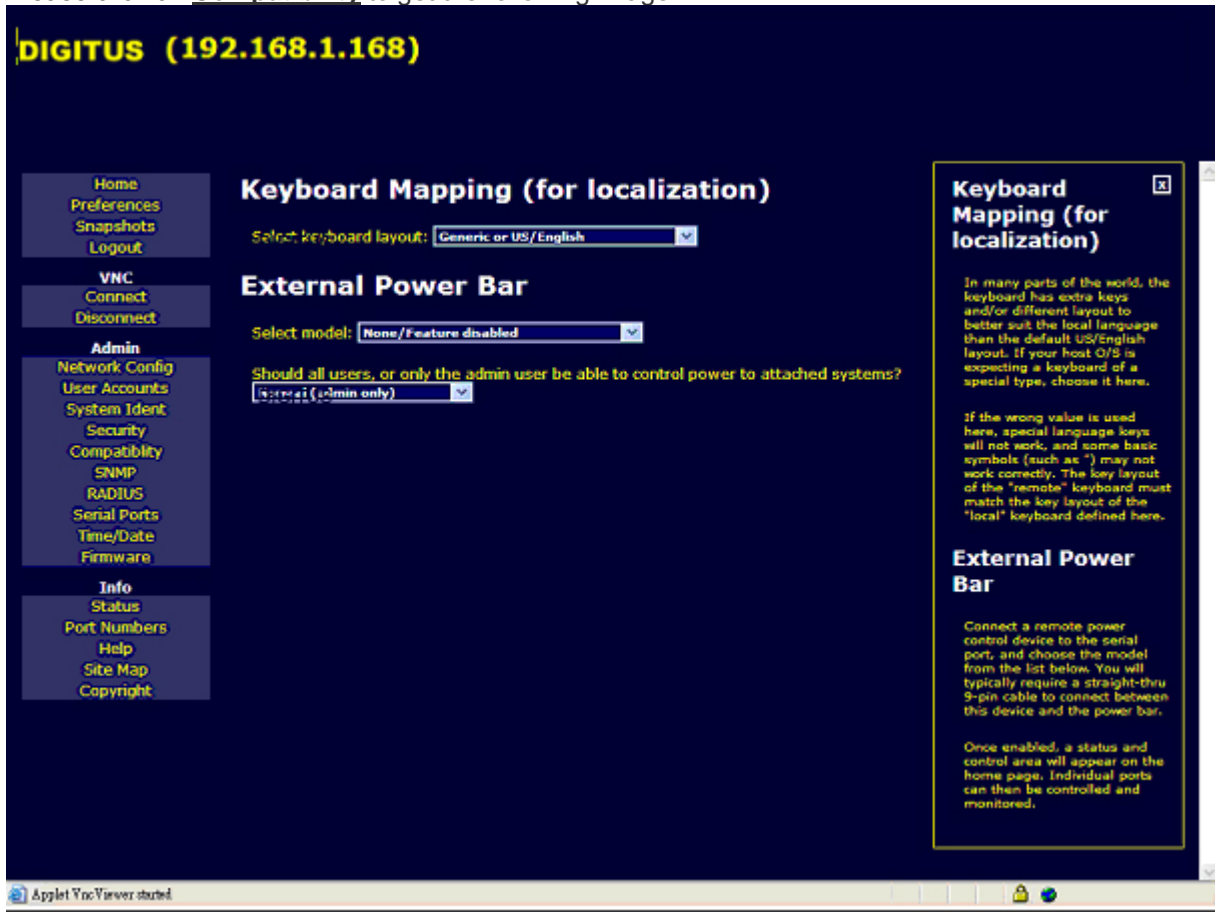 DIGITUS (192.168.1.168)
Home
Preferences
Snapshots
Logout
VNC
Connect
Disconnect
Admin
Network Config
User Accounts
System Ident
Security
Compatiblity
SNMP
RADIUS
Serial Ports
Time/Date
Firmware
Info
Status
Port Numbers
Help
Site Map
Copyright
Keyboard Mapping (for localization)
Select keyboard layout: Generic or US/English
External Power Bar
Select model: None/Feature disabled
Should all users, or only the admin user be able to control power to attached systems?
(admin only)
Keyboard
Mapping (for
localization)
In many parts of the world, the
keyboard has extra keys
and/or different layout to
better suit the local language
than the default US/English
layout. If your host O/S is
expecting a keyboard of a
special type, choose it here.
If the wrong value is used
here, special language keys
will not work, and some basic
symbols (such as ") may not
work correctly. The key layout
of the "remote" keyboard must
match the key layout of the
"local" keyboard defined here.
External Power
Bar
Connect a remote power
control device to the serial
port, and choose the model
from the list below. You will
typically require a straight-thru
9-pin cable to connect between
this device and the power bar.
Once enabled, a status and
control area will appear on the
home page. Individual ports
can then be controlled and
monitored.
Applet VncViewer started